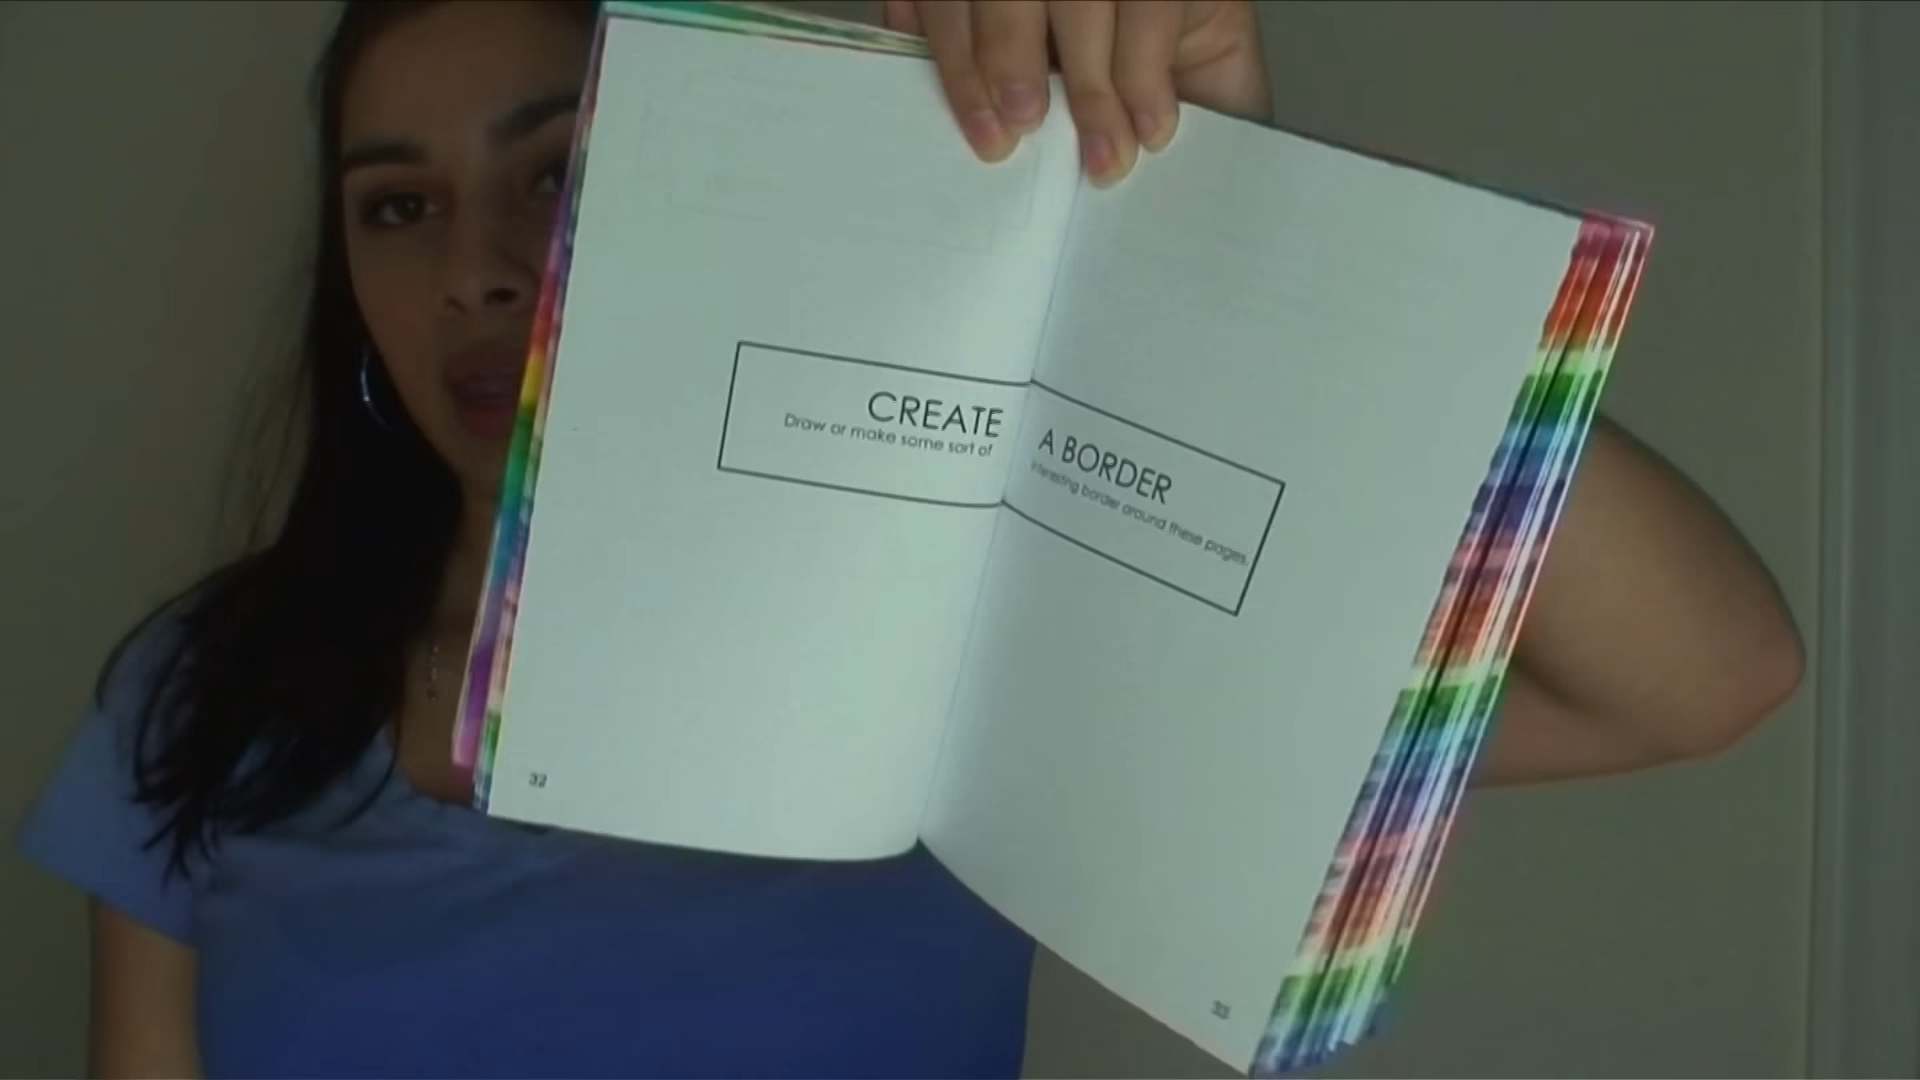 CREATE A BORDER
Draw or make some sort of interesting border around these pages.
32
33